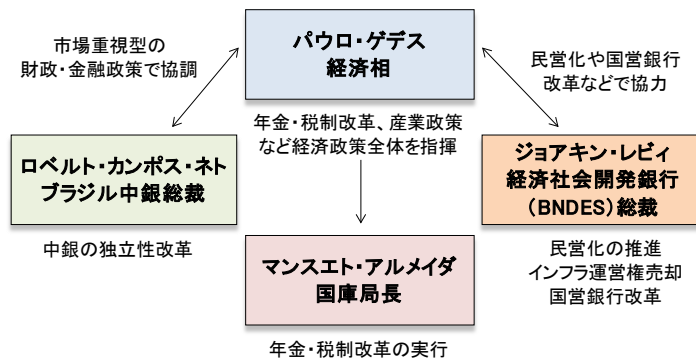 市場重視型の
財政・金融政策で協調
パウロ・ゲデス
経済相
民営化や国営銀行
改革などで協力
年金・税制改革、産業政策
など経済政策全体を指揮
ロベルト・カンポス・ネト
ブラジル中銀総裁
ジョアキン・レビィ
経済社会開発銀行
（BNDES）総裁
中銀の独立性改革
マンスエト・アルメイダ
国庫局長
民営化の推進
インフラ運営権売却
国営銀行改革
年金・税制改革の実行